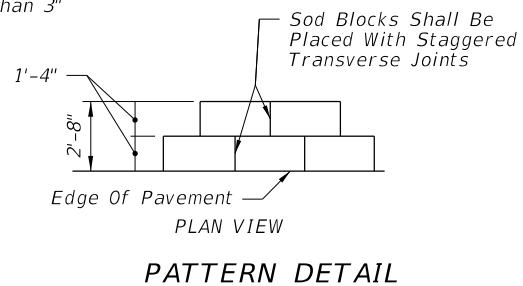 han 3"
Sod Blocks Shall Be
Placed With Staggered
Transverse Joints
1'-4"
2'-8"
Edge Of Pavement
PLAN VIEW
PATTERN DETAIL